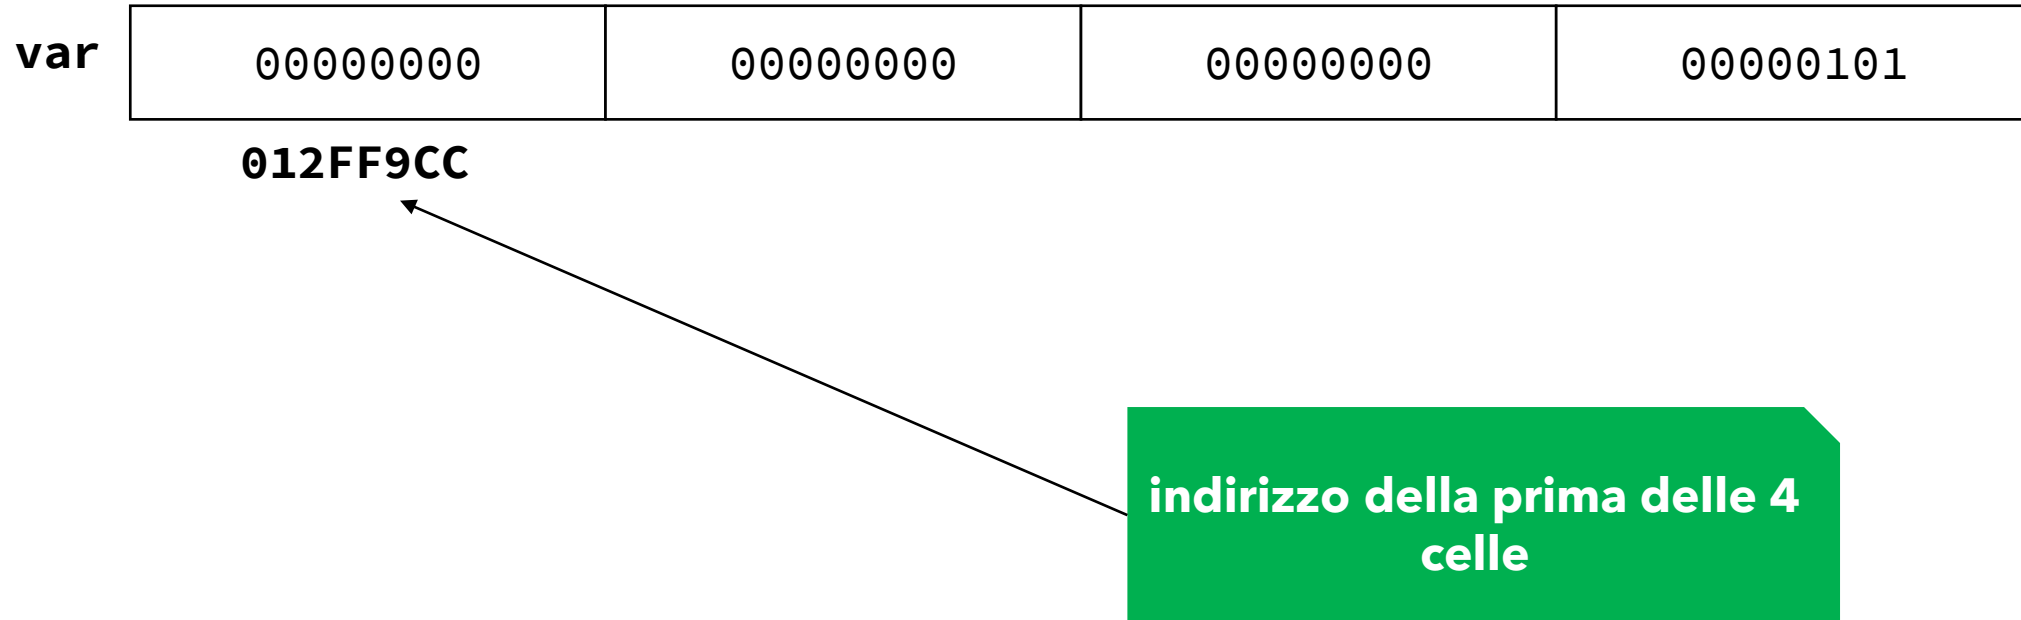 var 00000000 00000000 00000000 00000101
012FF9CC
indirizzo della prima delle 4
celle